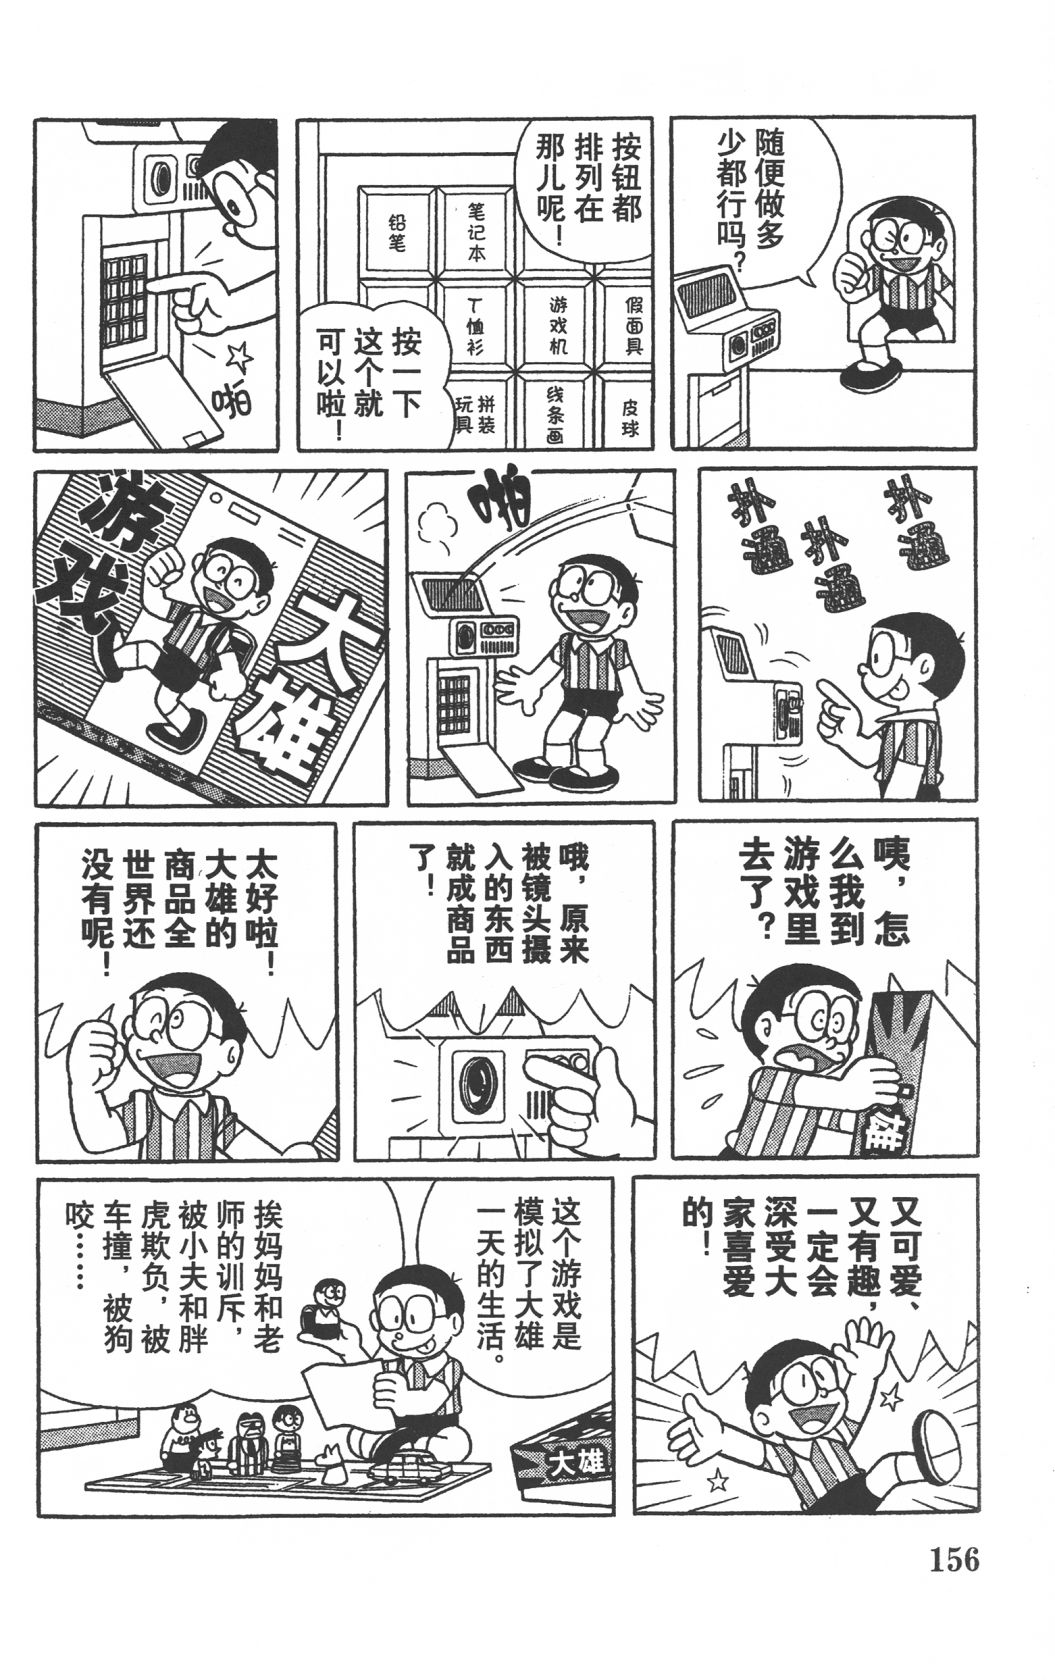 随便做多
少都行吗？
按钮都
排列在
那儿呢！
铅笔
笔记本
T恤衫
游戏机
假面具
拼装
玩具
线条画
皮球
按一下
这个就
可以啦！
啪
扑通
扑通
扑通
啪
游戏
大雄
咦，怎
么我到
游戏里
去了？
雄
哦，原来
被镜头摄
入的东西
就成商品
了！
太好啦！
大雄的
商品全
世界还
没有呢！
又可爱、
又有趣，
一定会
深受大
家喜爱
的！
这个游戏是
模拟了大雄
一天的生活。
挨妈妈和老
师的训斥，
被小夫和胖
虎欺负，被
车撞，被狗
咬……
大雄
156